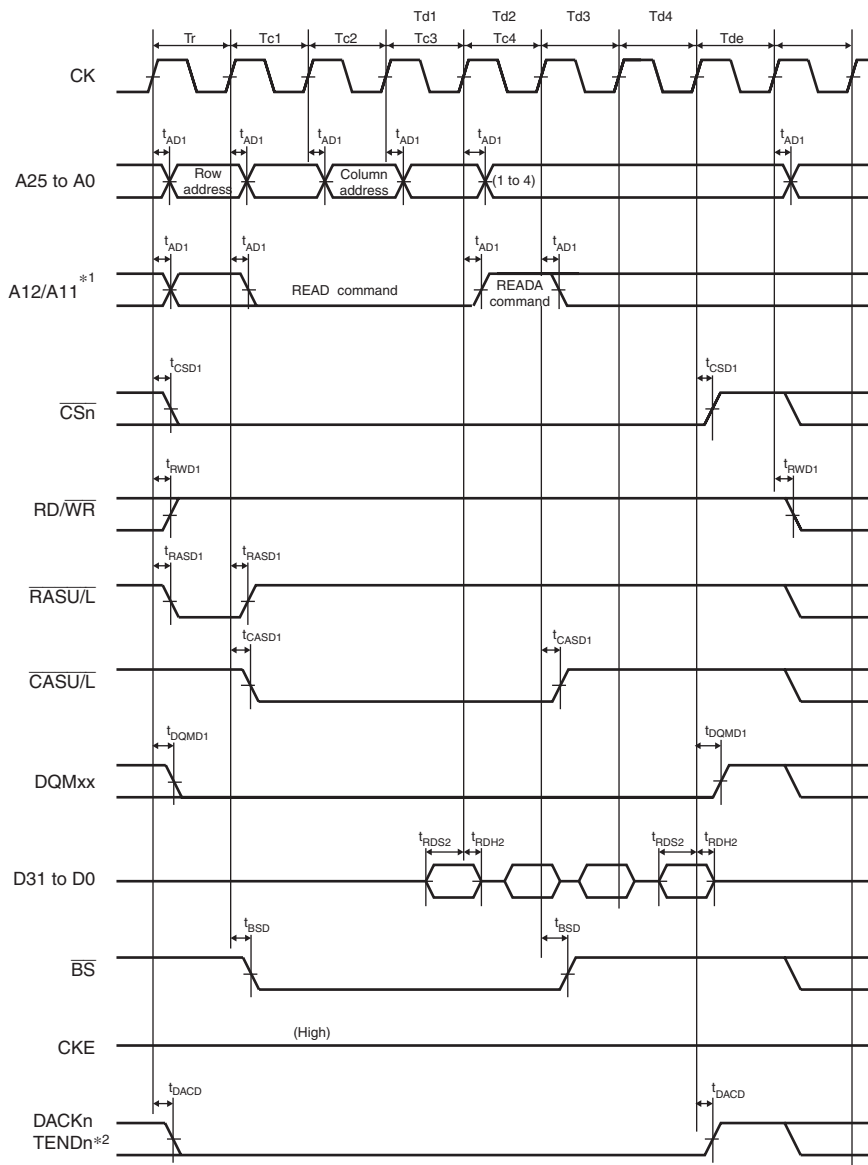 Td1 Td2 Td3 Td4
Tr Tc1 Tc2 Tc3 Tc4 Tde
CK
tAD1 tAD1 tAD1 tAD1 tAD1 tAD1
A25 to A0
Row address
Column address
(1 to 4)
tAD1 tAD1 tAD1 tAD1
A12/A11 *1
READ command
READA command
tCSD1 tCSD1
CSn
tRWD1 tRWD1
RD/WR
tRASD1 tRASD1
RASU/L
tCASD1 tCASD1
CASU/L
tDQMD1 tDQMD1
DQMxx
tRDS2 tRDH2 tRDS2 tRDH2
D31 to D0
tBSD tBSD
BS
(High)
CKE
tDACD tDACD
DACKn
TENDn*2